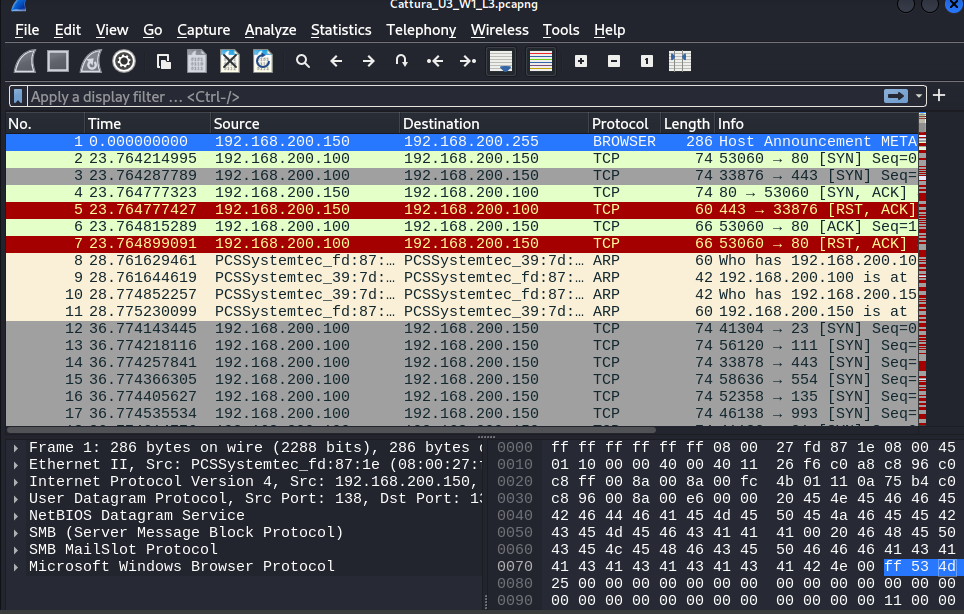 Cattura_U3_W1_L3.pcapng
File Edit View Go Capture Analyze Statistics Telephony Wireless Tools Help
Apply a display filter … <Ctrl-/>
No. Time Source Destination Protocol Length Info
1 0.000000000 192.168.200.150 192.168.200.255 BROWSER 286 Host Announcement META
2 23.764214995 192.168.200.100 192.168.200.150 TCP 74 53060 → 80 [SYN] Seq=0
3 23.764287789 192.168.200.100 192.168.200.150 TCP 74 33876 → 443 [SYN] Seq=
4 23.764777323 192.168.200.150 192.168.200.100 TCP 74 80 → 53060 [SYN, ACK]
5 23.764777427 192.168.200.150 192.168.200.100 TCP 60 443 → 33876 [RST, ACK]
6 23.764815289 192.168.200.100 192.168.200.150 TCP 66 53060 → 80 [ACK] Seq=1
7 23.764899091 192.168.200.100 192.168.200.150 TCP 66 53060 → 80 [RST, ACK]
8 28.761629461 PCSSystemtec_fd:87:… PCSSystemtec_39:7d:… ARP 60 Who has 192.168.200.10
9 28.761644619 PCSSystemtec_39:7d:… PCSSystemtec_fd:87:… ARP 42 192.168.200.100 is at
10 28.774852257 PCSSystemtec_39:7d:… PCSSystemtec_fd:87:… ARP 42 Who has 192.168.200.15
11 28.775230099 PCSSystemtec_fd:87:… PCSSystemtec_39:7d:… ARP 60 192.168.200.150 is at
12 36.774143445 192.168.200.100 192.168.200.150 TCP 74 41304 → 23 [SYN] Seq=0
13 36.774218116 192.168.200.100 192.168.200.150 TCP 74 56120 → 111 [SYN] Seq=
14 36.774257841 192.168.200.100 192.168.200.150 TCP 74 33878 → 443 [SYN] Seq=
15 36.774366305 192.168.200.100 192.168.200.150 TCP 74 58636 → 554 [SYN] Seq=
16 36.774405627 192.168.200.100 192.168.200.150 TCP 74 52358 → 135 [SYN] Seq=
17 36.774535534 192.168.200.100 192.168.200.150 TCP 74 46138 → 993 [SYN] Seq=
Frame 1: 286 bytes on wire (2288 bits), 286 bytes
Ethernet II, Src: PCSSystemtec_fd:87:1e (08:00:27:
Internet Protocol Version 4, Src: 192.168.200.150,
User Datagram Protocol, Src Port: 138, Dst Port: 13
NetBIOS Datagram Service
SMB (Server Message Block Protocol)
SMB MailSlot Protocol
Microsoft Windows Browser Protocol
0000 ff ff ff ff ff ff 08 00 27 fd 87 1e 08 00 45
0010 01 10 00 00 40 00 40 11 26 f6 c0 a8 c8 96 c0
0020 c8 ff 00 8a 00 8a 00 fc 4b 01 11 0a 75 b4 c0
0030 c8 96 00 8a 00 e6 00 00 20 45 4e 45 46 46 45
0040 42 46 44 46 41 45 4d 45 50 45 4a 46 45 45 42
0050 43 45 4d 45 46 43 41 41 41 00 20 46 48 45 50
0060 43 45 4c 45 48 46 43 45 50 46 46 46 41 43 41
0070 41 43 41 43 41 43 41 43 41 42 4e 00 ff 53 4d
0080 25 00 00 00 00 00 00 00 00 00 00 00 00 00 00
0090 00 00 00 00 00 00 00 00 00 00 00 00 11 00 00